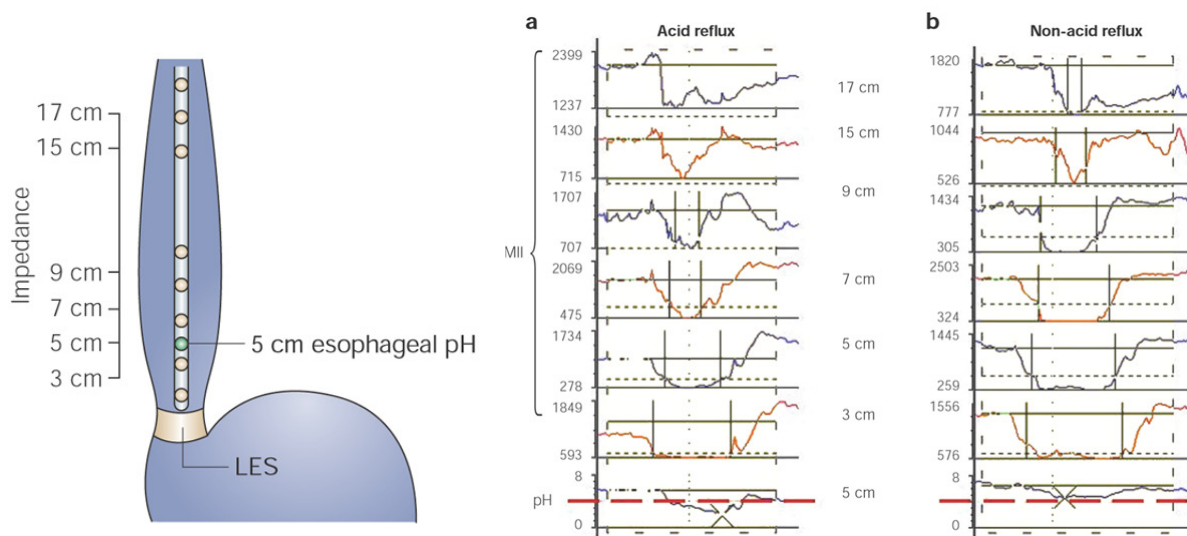 Impedance
17 cm
15 cm
9 cm
7 cm
5 cm
3 cm
5 cm esophageal pH
LES
a
Acid reflux
MII
2399
1237
1430
715
1707
707
2069
475
1734
278
1849
593
pH
8
0
17 cm
15 cm
9 cm
7 cm
5 cm
3 cm
5 cm
b
Non-acid reflux
1820
777
1044
526
1434
305
2503
324
1445
259
1556
576
8
0